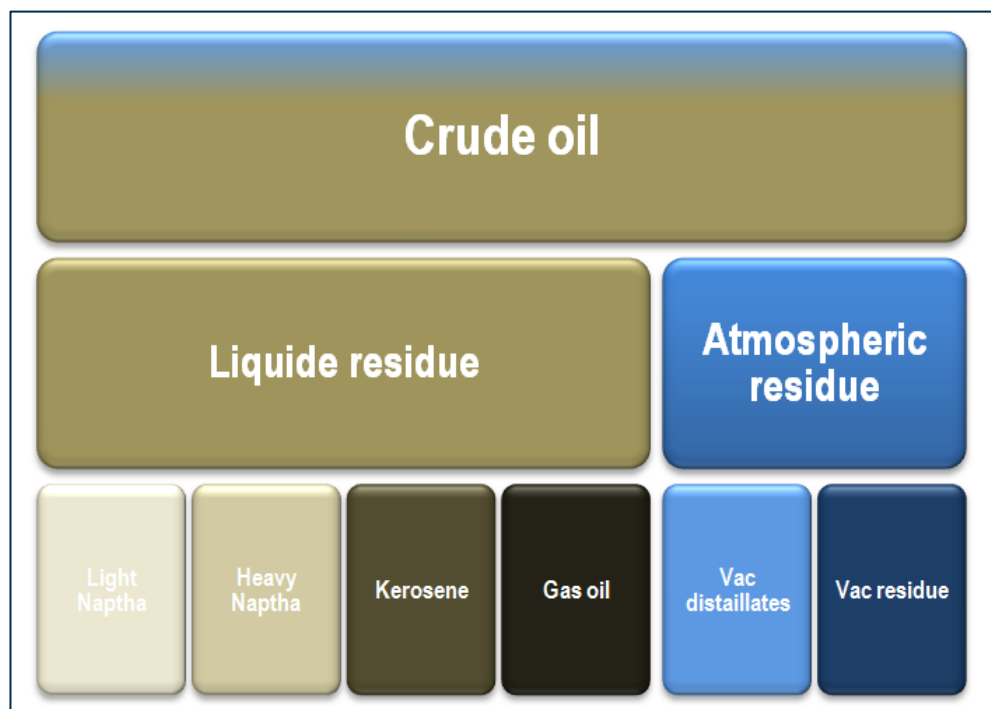 Crude oil
Liquide residue
Atmospheric
residue
Light
Naptha
Heavy
Naptha
Kerosene
Gas oil
Vac
distaillates
Vac residue